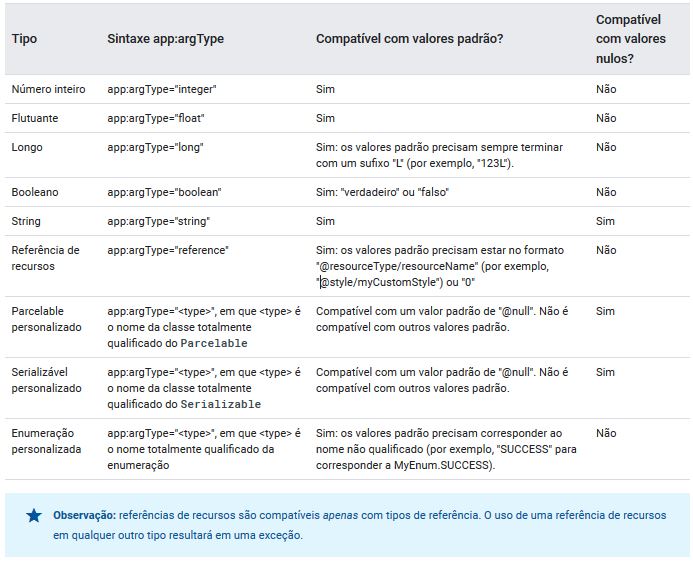 Tipo Sintaxe app:argType Compatível com valores padrão? Compatível com valores nulos?
Número inteiro app:argType="integer" Sim Não
Flutuante app:argType="float" Sim Não
Longo app:argType="long" Sim: os valores padrão precisam sempre terminar Não
com um sufixo "L" (por exemplo, "123L").
Booleano app:argType="boolean" Sim: "verdadeiro" ou "falso" Não
String app:argType="string" Sim Sim
Referência de app:argType="reference" Sim: os valores padrão precisam estar no formato Não
recursos "@resourceType/resourceName" (por exemplo,
"@style/myCustomStyle") ou "0"
Parcelable app:argType="<type>", em que <type> é Compatível com um valor padrão de "@null". Não é Sim
personalizado o nome da classe totalmente compatível com outros valores padrão.
qualificado do Parcelable
Serializável app:argType="<type>", em que <type> é Compatível com um valor padrão de "@null". Não é Sim
personalizado o nome da classe totalmente compatível com outros valores padrão.
qualificado do Serializable
Enumeração app:argType="<type>", em que <type> é Sim: os valores padrão precisam corresponder ao Não
personalizada o nome totalmente qualificado da nome não qualificado (por exemplo, "SUCCESS" para
enumeração corresponder a MyEnum.SUCCESS).
Observação: referências de recursos são compatíveis apenas com tipos de referência. O uso de uma referência de recursos
em qualquer outro tipo resultará em uma exceção.